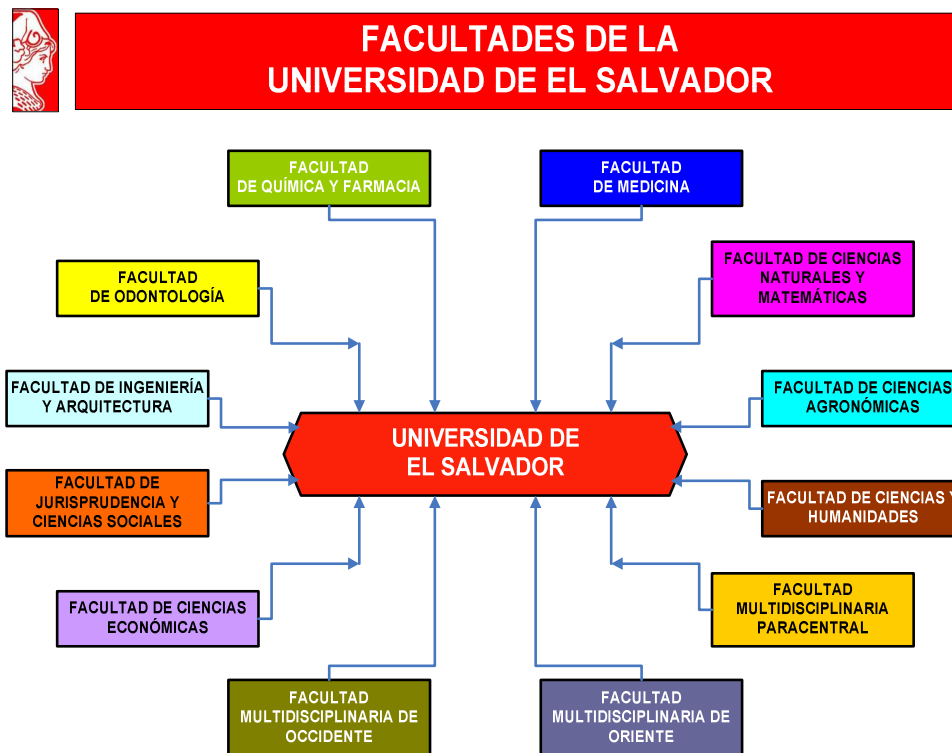 FACULTADES DE LA
UNIVERSIDAD DE EL SALVADOR
FACULTAD
DE QUÍMICA Y FARMACIA
FACULTAD
DE MEDICINA
FACULTAD
DE ODONTOLOGÍA
FACULTAD DE CIENCIAS
NATURALES Y
MATEMÁTICAS
FACULTAD DE INGENIERÍA
Y ARQUITECTURA
FACULTAD DE CIENCIAS
AGRONÓMICAS
UNIVERSIDAD DE
EL SALVADOR
FACULTAD DE
JURISPRUDENCIA Y
CIENCIAS SOCIALES
FACULTAD DE CIENCIAS Y
HUMANIDADES
FACULTAD DE CIENCIAS
ECONÓMICAS
FACULTAD
MULTIDISCIPLINARIA
PARACENTRAL
FACULTAD
MULTIDISCIPLINARIA DE
OCCIDENTE
FACULTAD
MULTIDISCIPLINARIA DE
ORIENTE